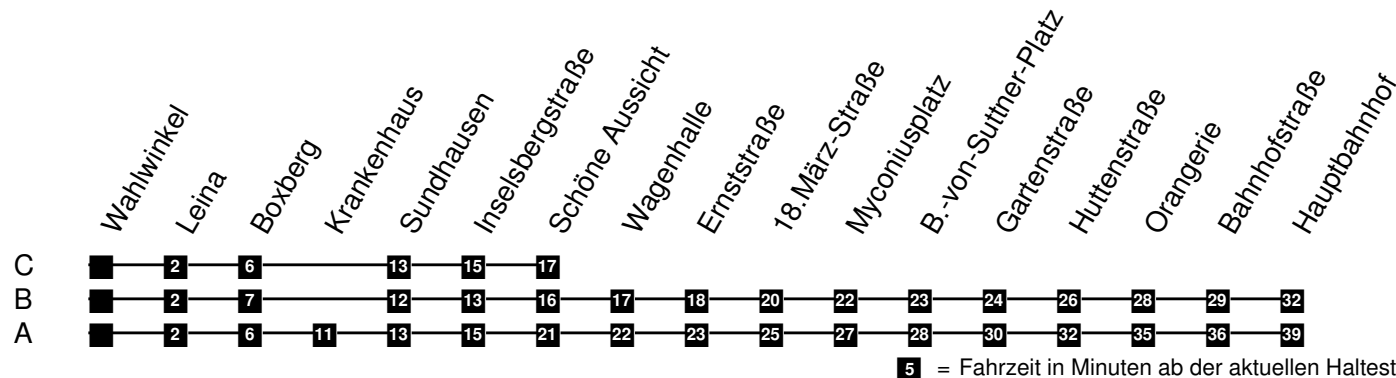 Wahlwinkel
Leina
Boxberg
Krankenhaus
Sundhausen
Inselsbergstraße
Schöne Aussicht
Wagenhalle
Ernststraße
18.März-Straße
Myconiusplatz
B.-von-Suttner-Platz
Gartenstraße
Huttenstraße
Orangerie
Bahnhofstraße
Hauptbahnhof
C 2 6 13 15 17
B 2 7 12 13 16 17 18 20 22 23 24 26 28 29 32
A 2 6 11 13 15 21 22 23 25 27 28 30 32 35 36 39
5 = Fahrzeit in Minuten ab der aktuellen Haltest